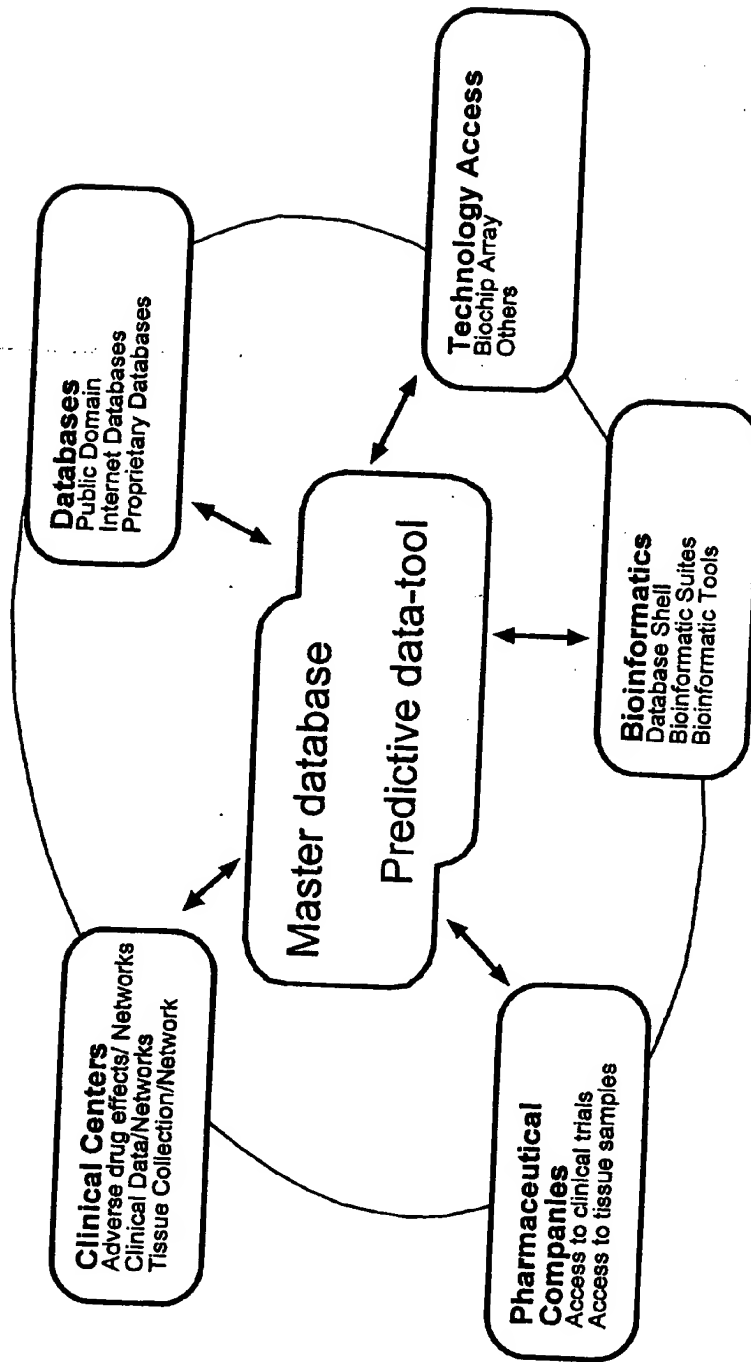 Clinical Centers
Adverse drug effects/ Networks
Clinical Data/Networks
Tissue Collection/Network
Databases
Public Domain
Internet Databases
Proprietary Databases
Master database
Predictive data-tool
Technology Access
Biochip Array
Others
Pharmaceutical
Companies
Access to clinical trials
Access to tissue samples
Bioinformatics
Database Shell
Bioinformatic Suites
Bioinformatic Tools